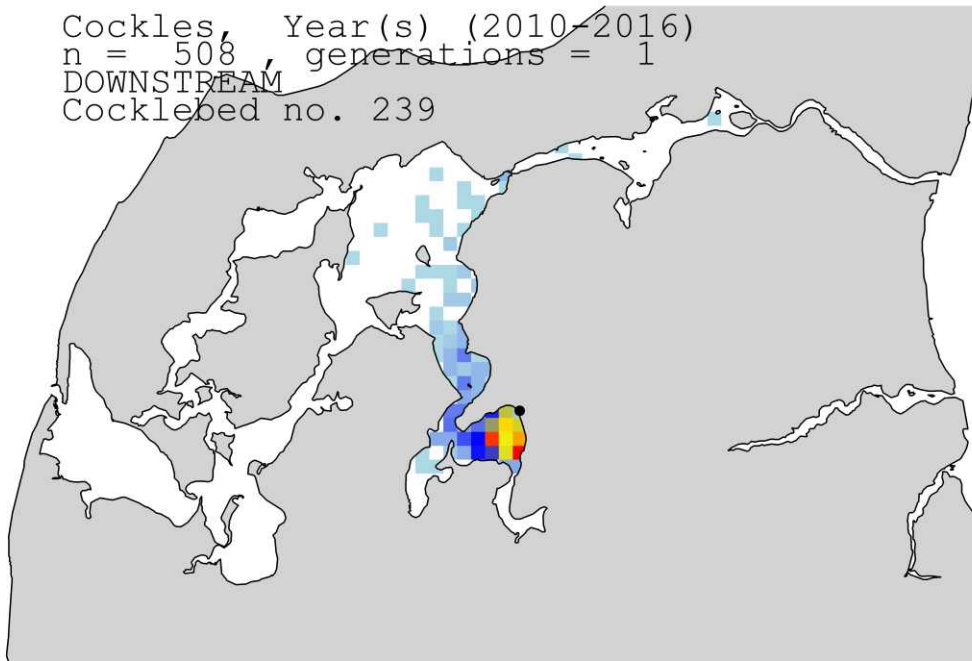 Cockles, Year(s) (2010-2016)
n = 508 , generations = 1
DOWNSTREAM
Cocklebed no. 239